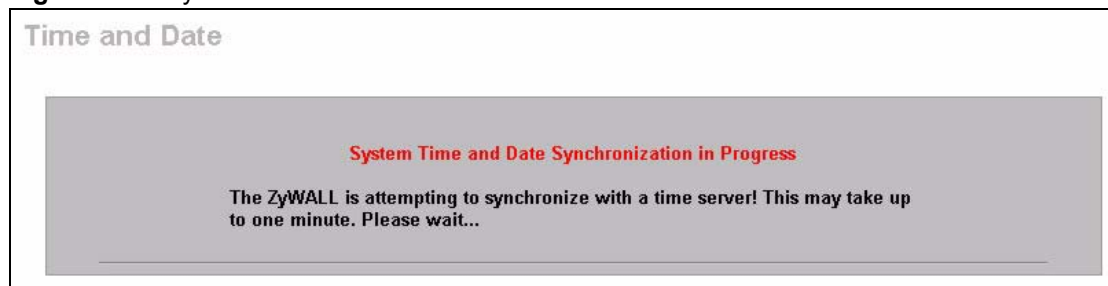 Time and Date
System Time and Date Synchronization in Progress
The ZyWALL is attempting to synchronize with a time server! This may take up
to one minute. Please wait...